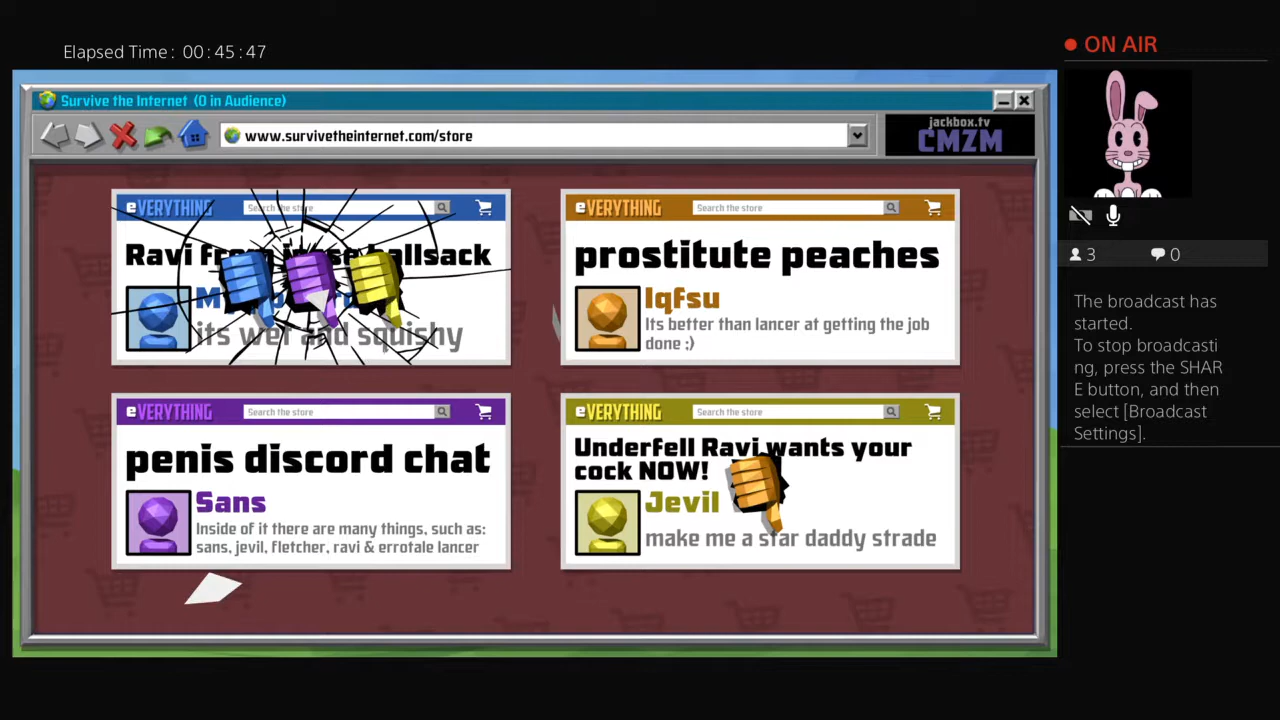 Elapsed Time: 00:45:47
ON AIR
Survive the Internet (0 in Audience)
www.survivetheinternet.com/store
jackbox.tv
CMZM
eVERYTHING
Search the store
Ravi ballsack
its wet and squishy
eVERYTHING
Search the store
prostitute peaches
Iqfsu
Its better than lancer at getting the job
done ;)
eVERYTHING
Search the store
penis discord chat
Sans
Inside of it there are many things, such as:
sans, jevil, fletcher, ravi & errotale lancer
eVERYTHING
Search the store
Underfell Ravi wants your
cock NOW!
Jevil
make me a star daddy strade
3
0
The broadcast has
started.
To stop broadcasti
ng, press the SHAR
E button, and then
select [Broadcast
Settings].